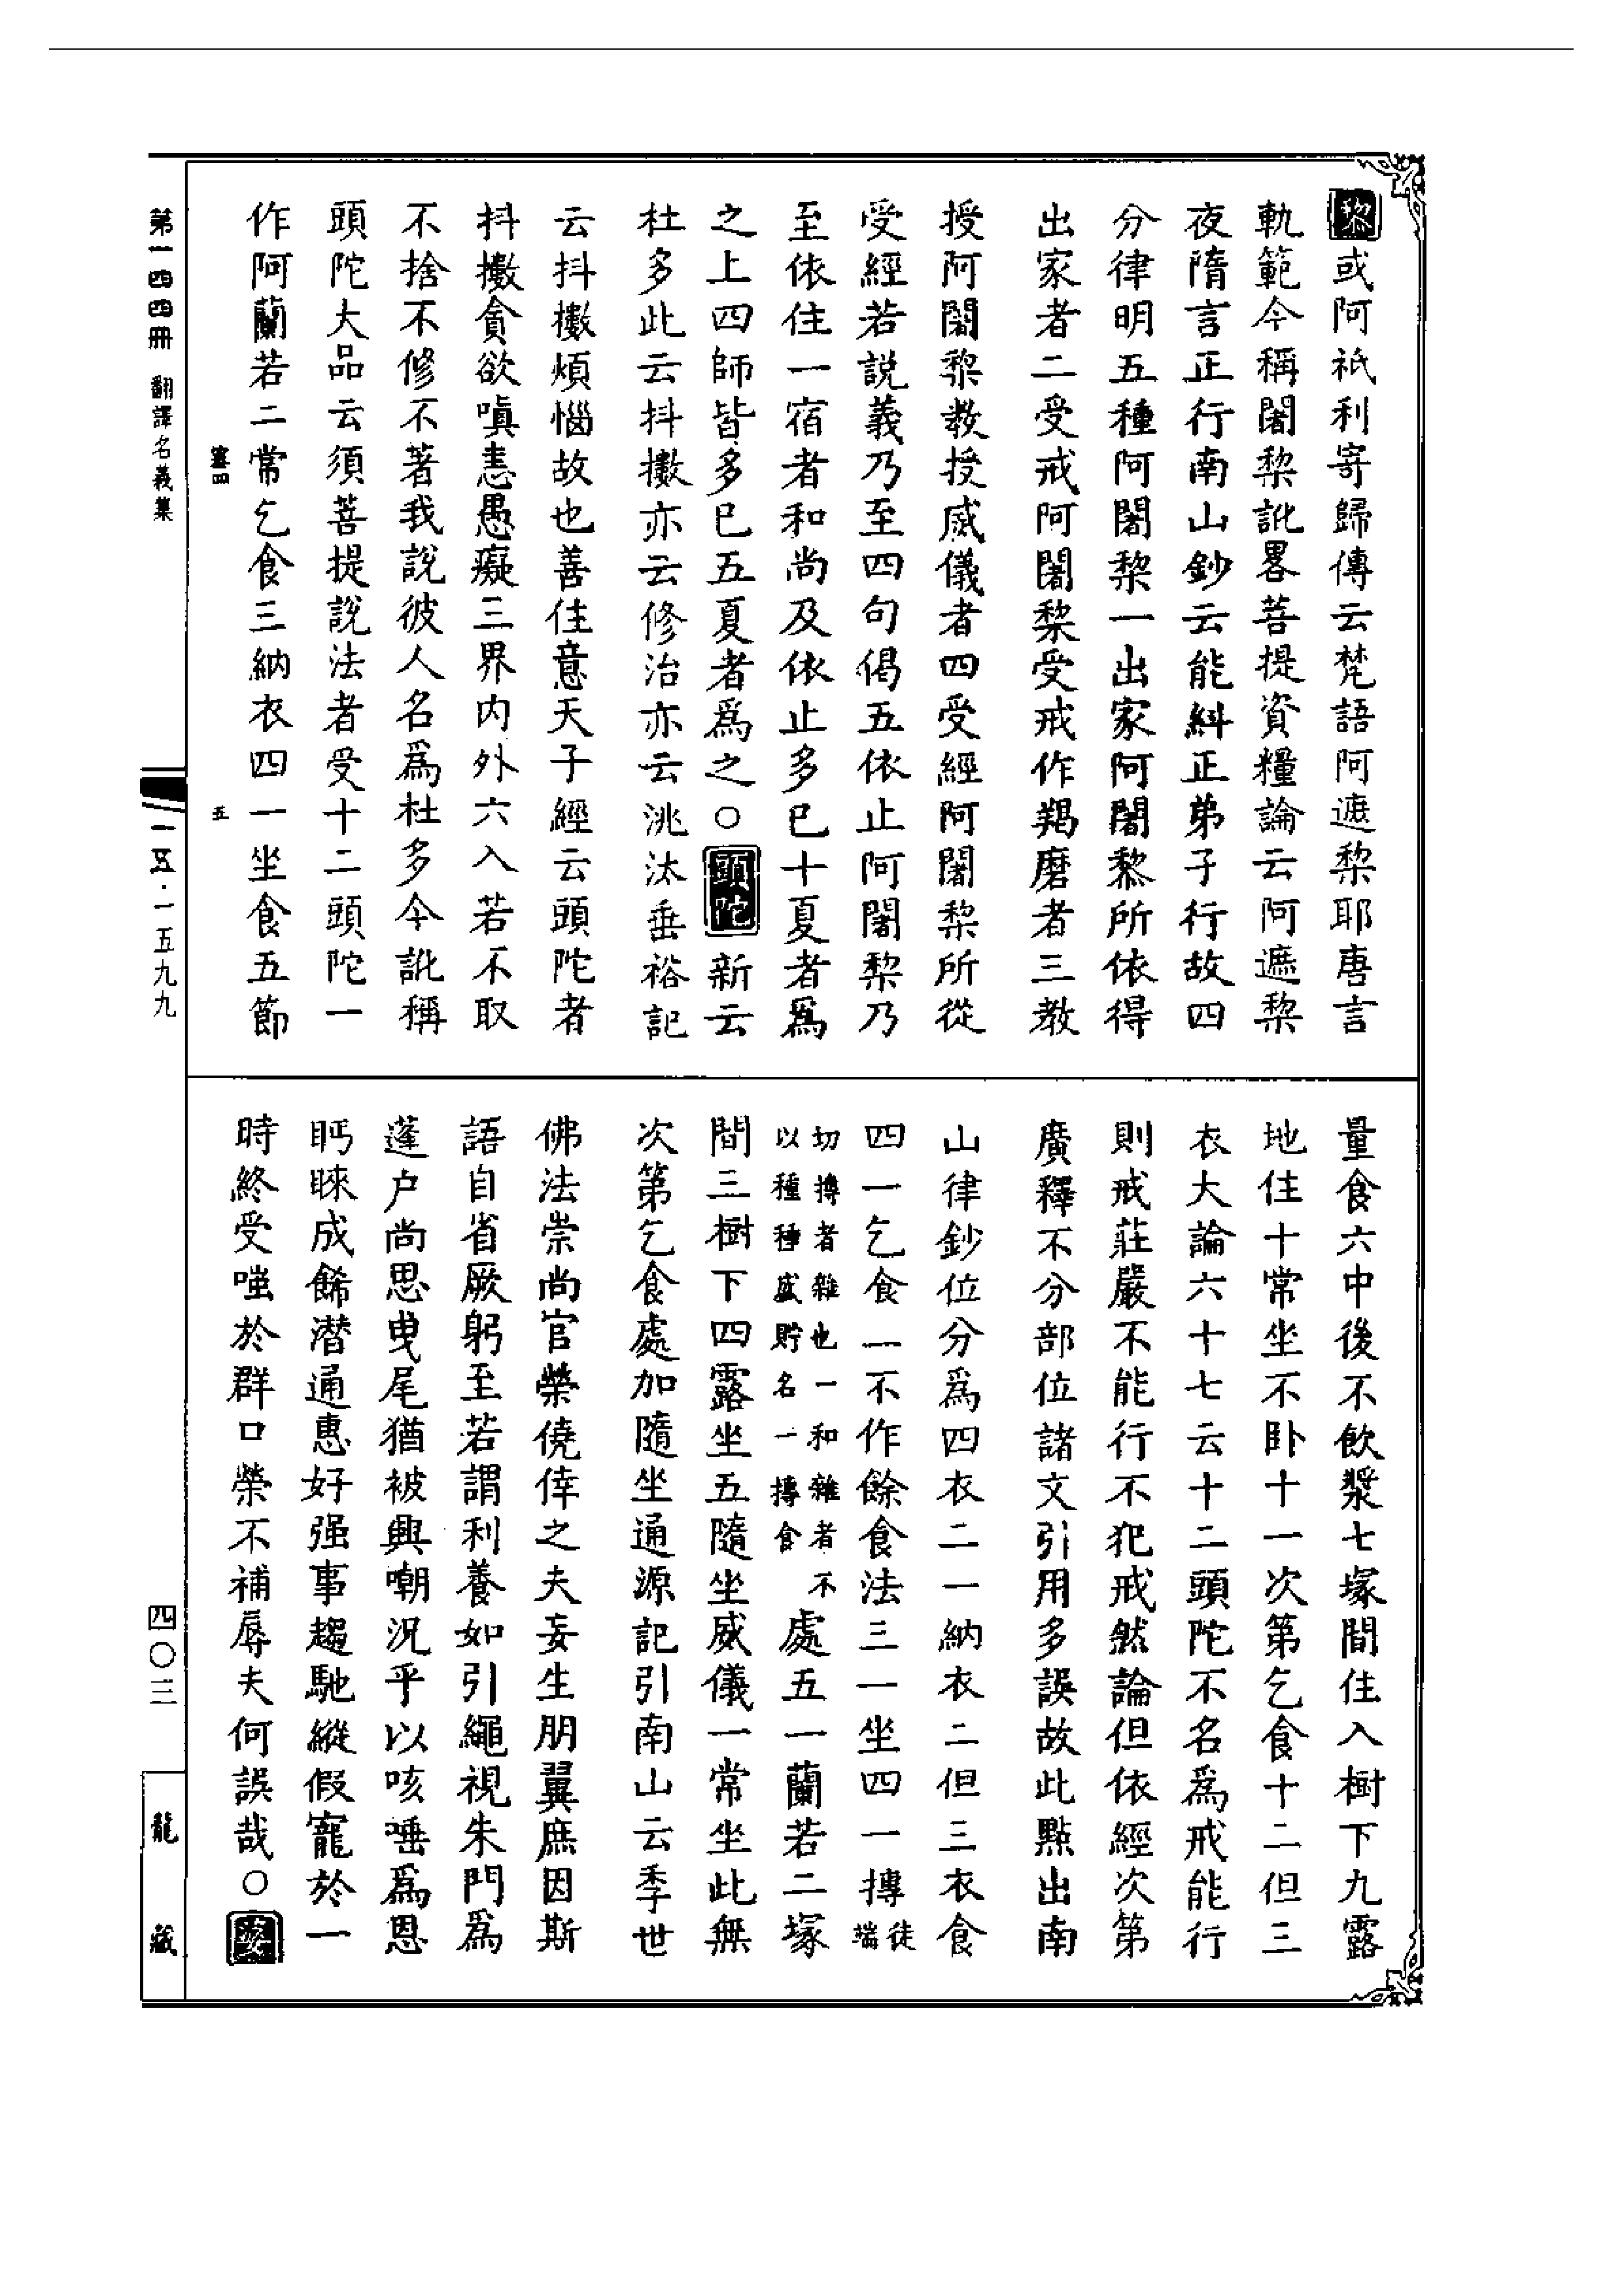 黎或阿祇利寄歸傳云梵語阿遮梨耶唐言
軌範今稱闍梨訛畧菩提資糧論云阿遮梨
夜隋言正行南山鈔云能糾正弟子行故四
分律明五種阿闍梨一出家阿闍黎所依得
出家者二受戒阿闍梨受戒作羯磨者三教
授阿闍梨教授威儀者四受經阿闍梨所從
受經若説義乃至四句偈五依止阿闍梨乃
至依住一宿者和尚及依止多已十夏者爲
之上四師皆多已五夏者爲之○頭陀新云
杜多此云抖擻亦云修治亦云洮汰垂裕記
云抖擻煩惱故也善住意天子經云頭陀者
抖擻貪欲嗔恚愚癡三界内外六入若不取
不捨不修不著我説彼人名爲杜多今訛稱
頭陀大品云須菩提説法者受十二頭陀一
作阿蘭若二常乞食三納衣四一坐食五節
量食六中後不飲漿七塚間住入樹下九露
地住十常坐不卧十一次第乞食十二但三
衣大論六十七云十二頭陀不名爲戒能行
則戒莊嚴不能行不犯戒然論但依經次第
廣釋不分部位諸文引用多誤故此點出南
山律鈔位分爲四衣二一納衣二但三衣食
四一乞食二不作餘食法三一坐四一摶徒端
切摶者雜也一和雜者不以種種盛貯名一摶食處五一蘭若二塚
間三樹下四露坐五隨坐威儀一常坐此無
次第乞食處加隨坐通源記引南山云季世
佛法崇尚官榮僥倖之夫妄生朋翼庶因斯
語自省厥躬至若謂利養如引繩視朱門爲
蓬户尚思曳尾猶被興嘲況乎以咳唾爲恩
眄睞成餙潜通惠好强事趨馳縱假寵於一
時終受嗤於群口榮不補辱夫何誤哉○安
第一四四冊 翻譯名義集
塞四 五
一五·一五九九
四〇三
龍藏